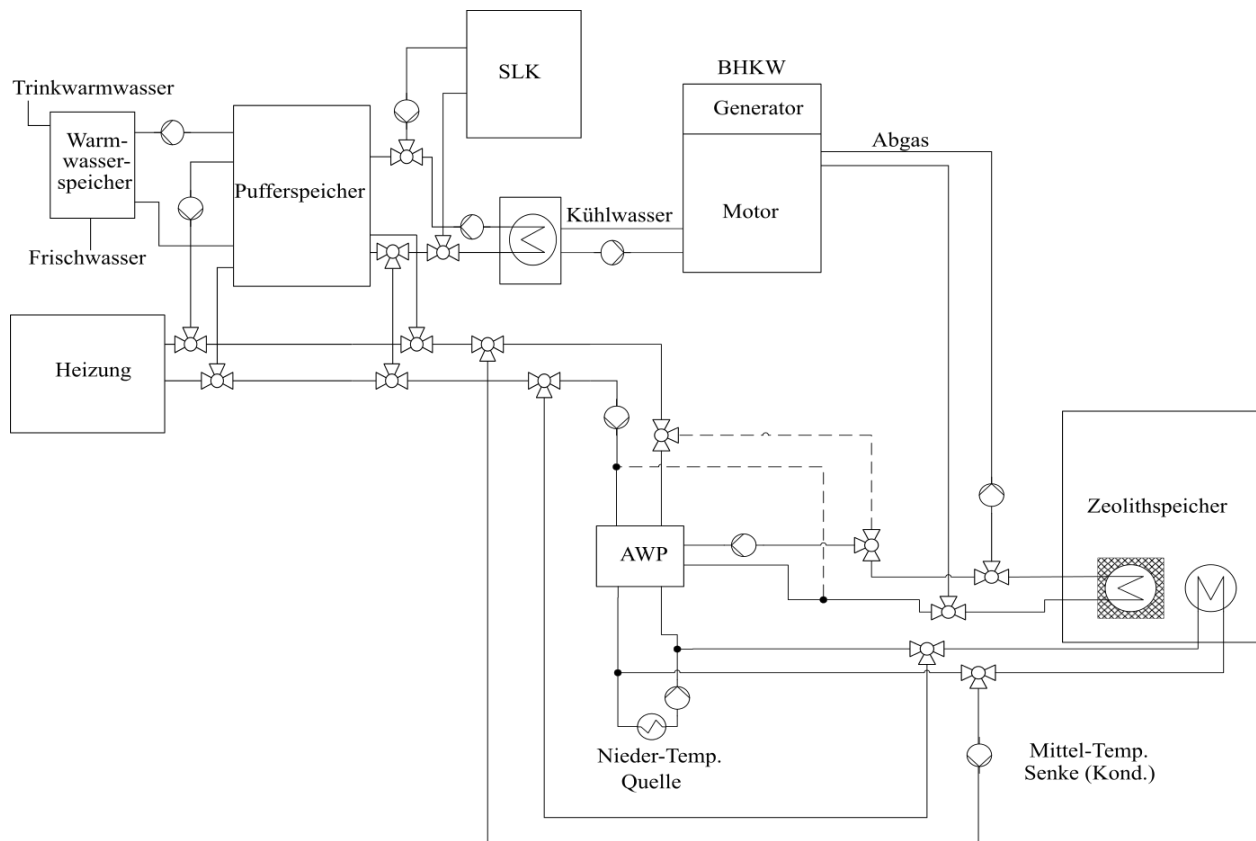 SLK
BHKW
Generator
Motor
Abgas
Trinkwarmwasser
Warm-
wasser-
speicher
Pufferspeicher
Kühlwasser
Frischwasser
Heizung
AWP
Zeolithspeicher
Nieder-Temp.
Quelle
Mittel-Temp.
Senke (Kond.)